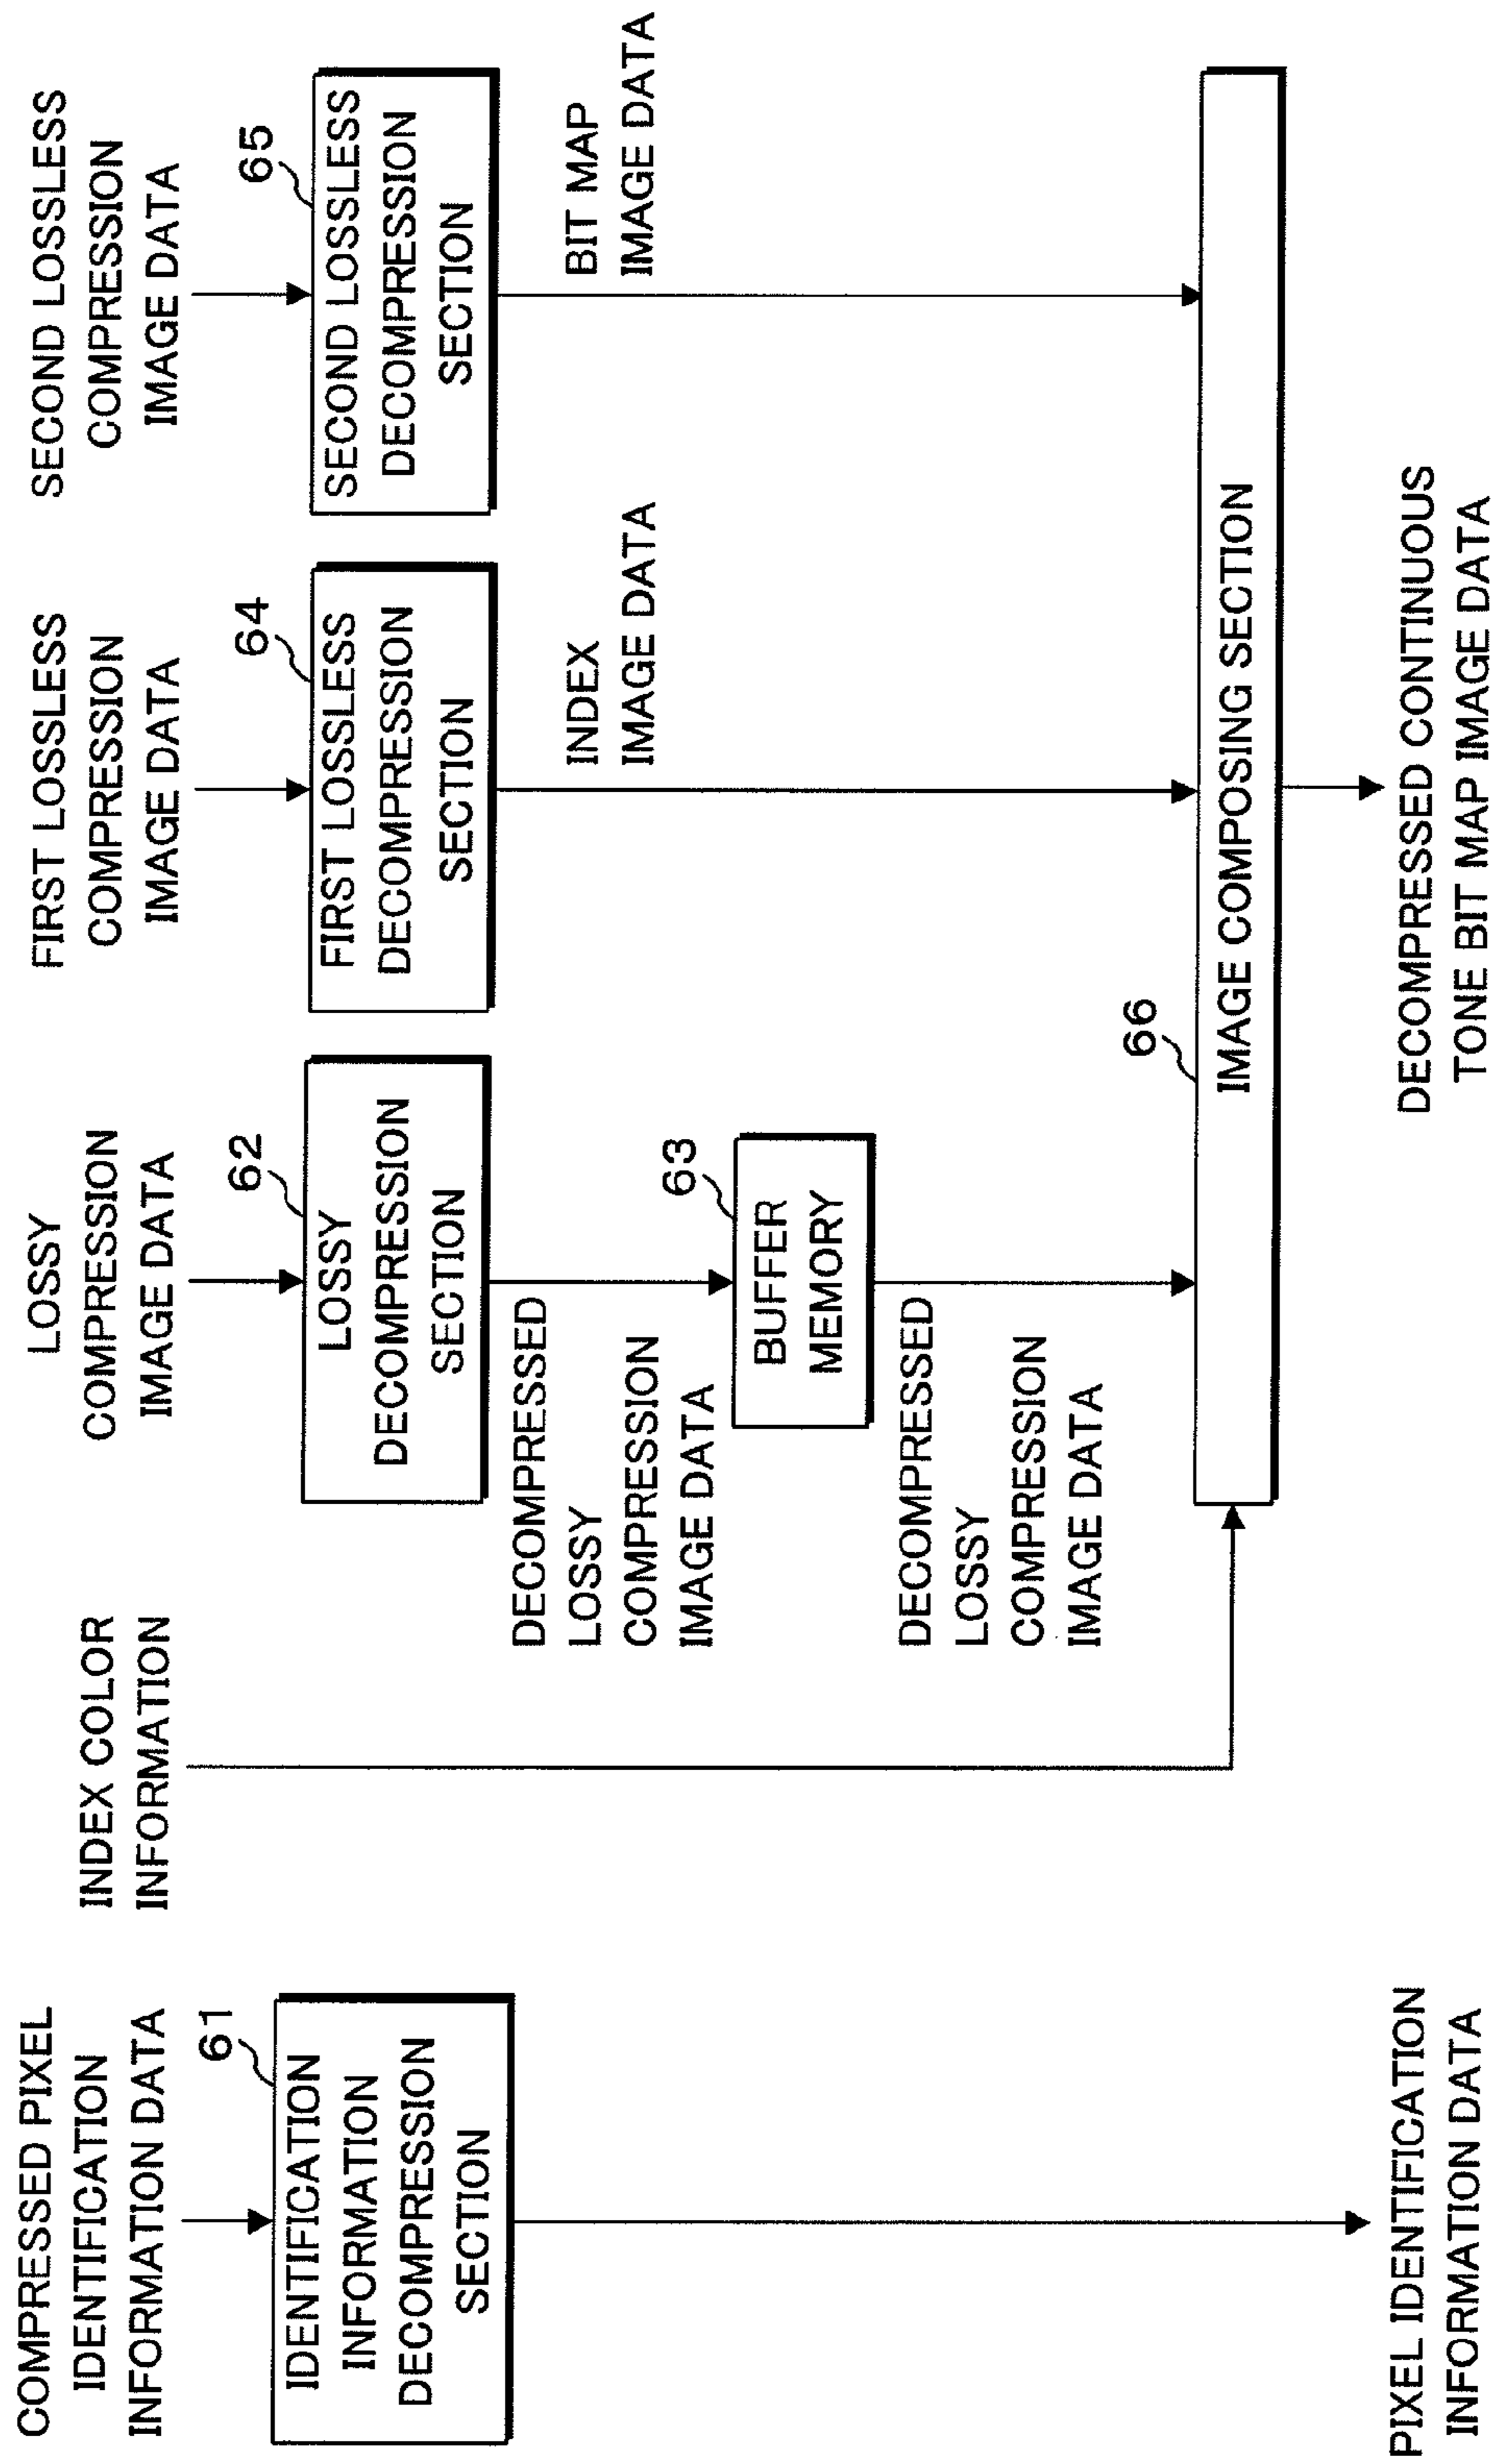 COMPRESSED PIXEL
IDENTIFICATION
INFORMATION DATA
INDEX COLOR
INFORMATION
LOSSY
COMPRESSION
IMAGE DATA
FIRST LOSSLESS
COMPRESSION
IMAGE DATA
SECOND LOSSLESS
COMPRESSION
IMAGE DATA
61
IDENTIFICATION
INFORMATION
DECOMPRESSION
SECTION
62
LOSSY
DECOMPRESSION
SECTION
64
FIRST LOSSLESS
DECOMPRESSION
SECTION
65
SECOND LOSSLESS
DECOMPRESSION
SECTION
DECOMPRESSED
LOSSY
COMPRESSION
IMAGE DATA
INDEX
IMAGE DATA
BIT MAP
IMAGE DATA
63
BUFFER
MEMORY
DECOMPRESSED
LOSSY
COMPRESSION
IMAGE DATA
66
IMAGE COMPOSING SECTION
PIXEL IDENTIFICATION
INFORMATION DATA
DECOMPRESSED CONTINUOUS
TONE BIT MAP IMAGE DATA